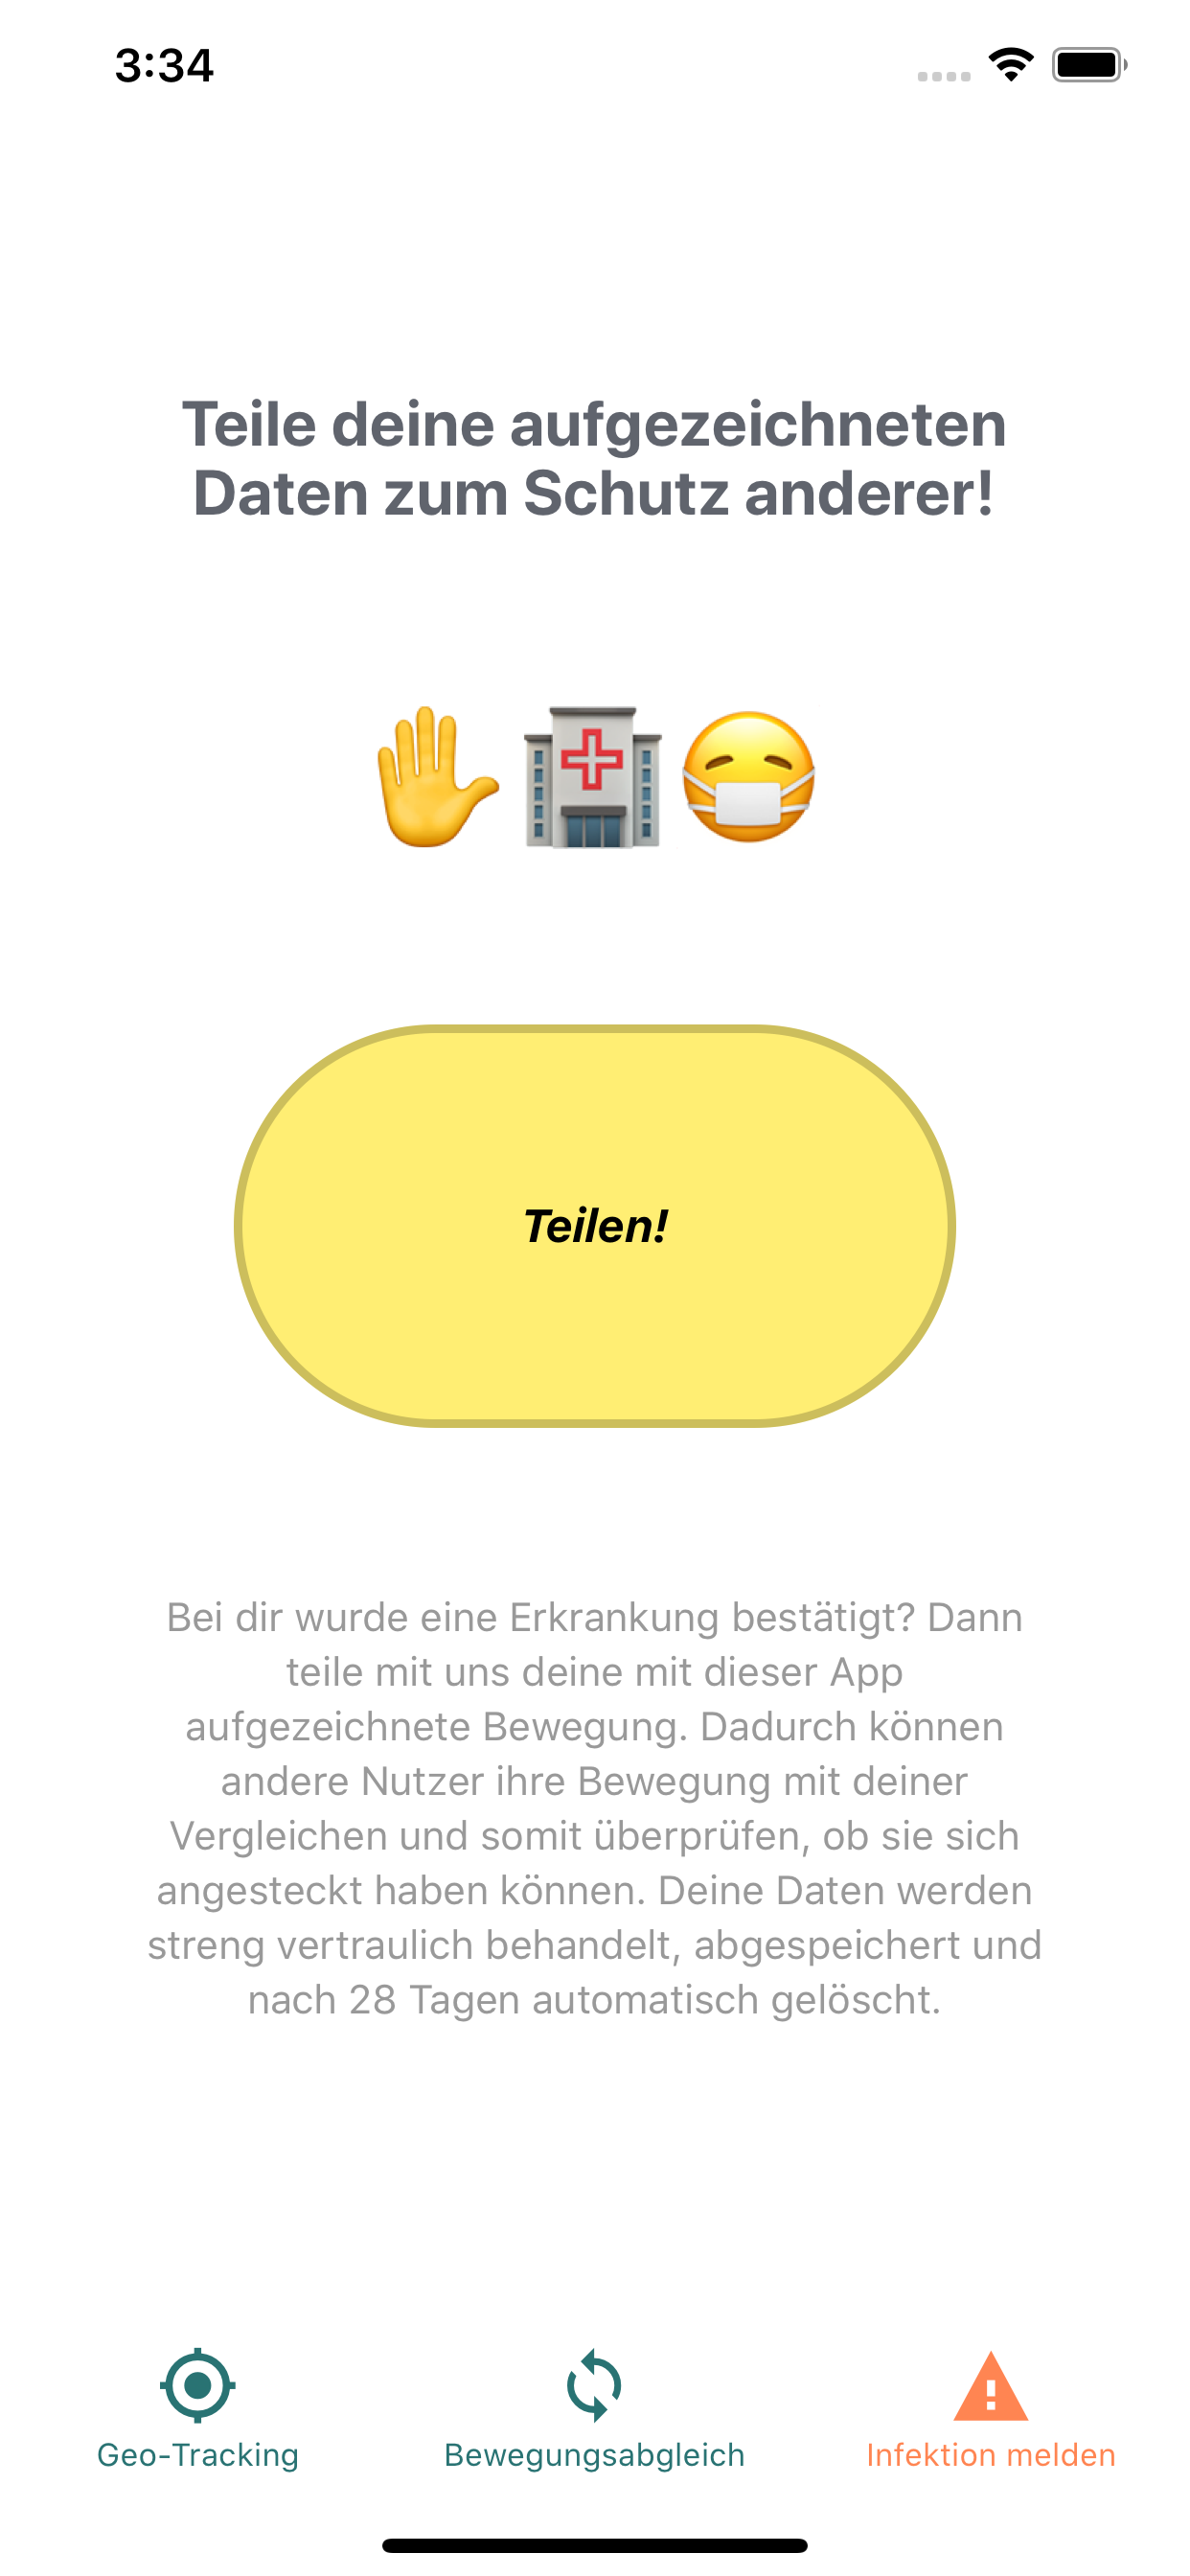 3:34
Teile deine aufgezeichneten
Daten zum Schutz anderer!
Teilen!
Bei dir wurde eine Erkrankung bestätigt? Dann
teile mit uns deine mit dieser App
aufgezeichnete Bewegung. Dadurch können
andere Nutzer ihre Bewegung mit deiner
Vergleichen und somit überprüfen, ob sie sich
angesteckt haben können. Deine Daten werden
streng vertraulich behandelt, abgespeichert und
nach 28 Tagen automatisch gelöscht.
Geo-Tracking
Bewegungsabgleich
Infektion melden